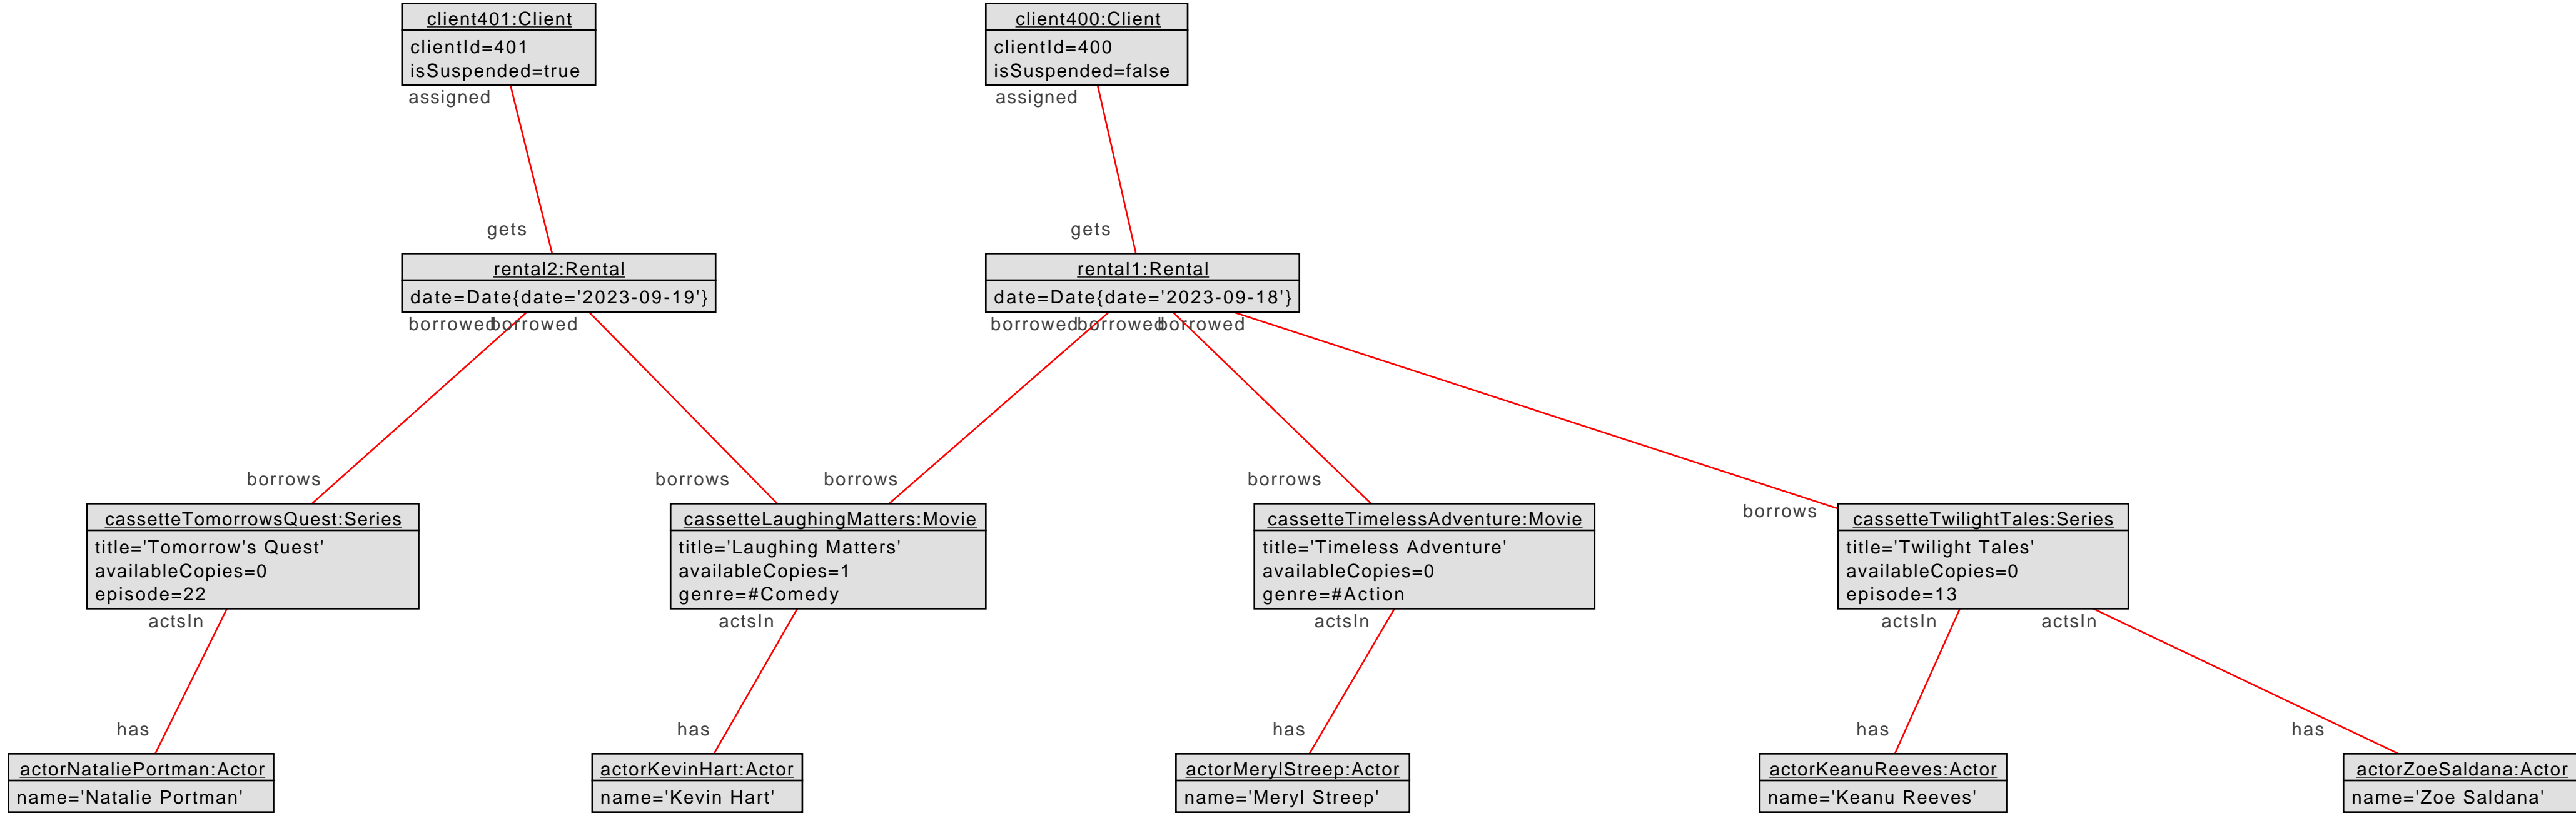 client401:Client
clientId=401
isSuspended=true
assigned
client400:Client
clientId=400
isSuspended=false
assigned
gets
gets
rental2:Rental
date=Date{date='2023-09-19'}
borrowed
borrowed
rental1:Rental
date=Date{date='2023-09-18'}
borrowed
borrowed
borrowed
borrows
borrows
borrows
borrows
borrows
cassetteTomorrowsQuest:Series
title='Tomorrow's Quest'
availableCopies=0
episode=22
actsIn
cassetteLaughingMatters:Movie
title='Laughing Matters'
availableCopies=1
genre=#Comedy
actsIn
cassetteTimelessAdventure:Movie
title='Timeless Adventure'
availableCopies=0
genre=#Action
actsIn
cassetteTwilightTales:Series
title='Twilight Tales'
availableCopies=0
episode=13
actsIn
actsIn
has
has
has
has
has
actorNataliePortman:Actor
name='Natalie Portman'
actorKevinHart:Actor
name='Kevin Hart'
actorMerylStreep:Actor
name='Meryl Streep'
actorKeanuReeves:Actor
name='Keanu Reeves'
actorZoeSaldana:Actor
name='Zoe Saldana'